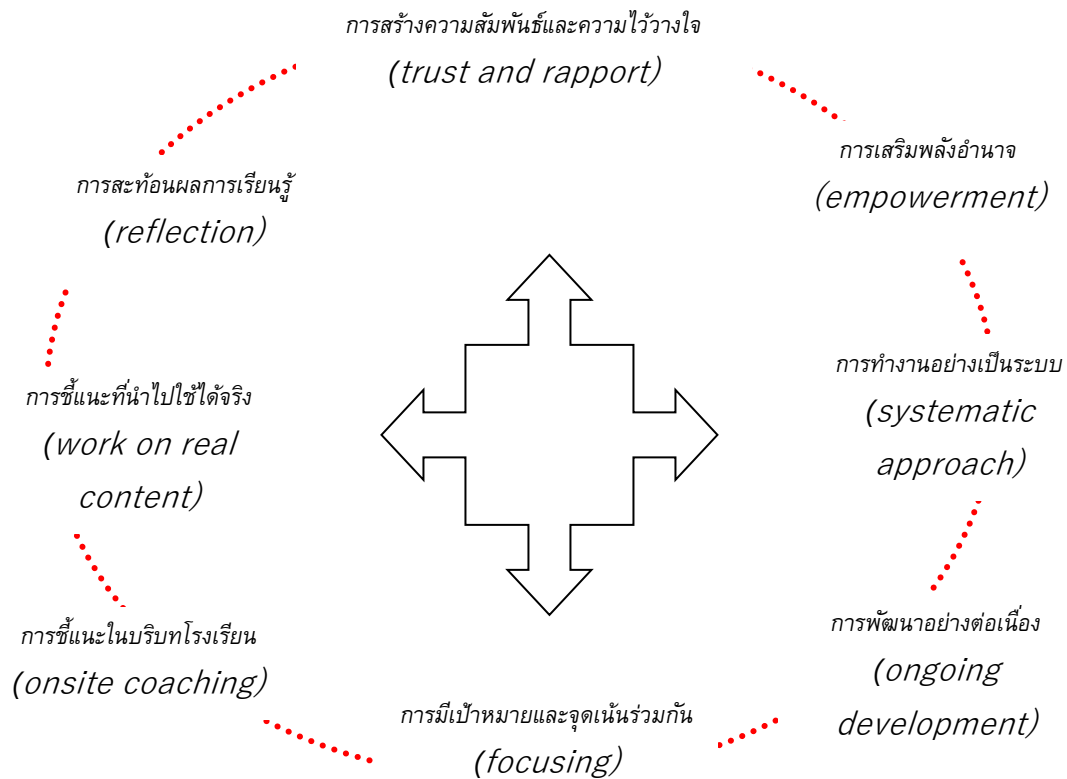 การสร้างความสัมพันธ์และความไว้วางใจ
(trust and rapport)
การเสริมพลังอำนาจ
(empowerment)
การทำงานอย่างเป็นระบบ
(systematic
approach)
การพัฒนาอย่างต่อเนื่อง
(ongoing
development)
การมีเป้าหมายและจุดเน้นร่วมกัน
(focusing)
การชี้แนะในบริบทโรงเรียน
(onsite coaching)
การชี้แนะที่นำไปใช้ได้จริง
(work on real
content)
การสะท้อนผลการเรียนรู้
(reflection)